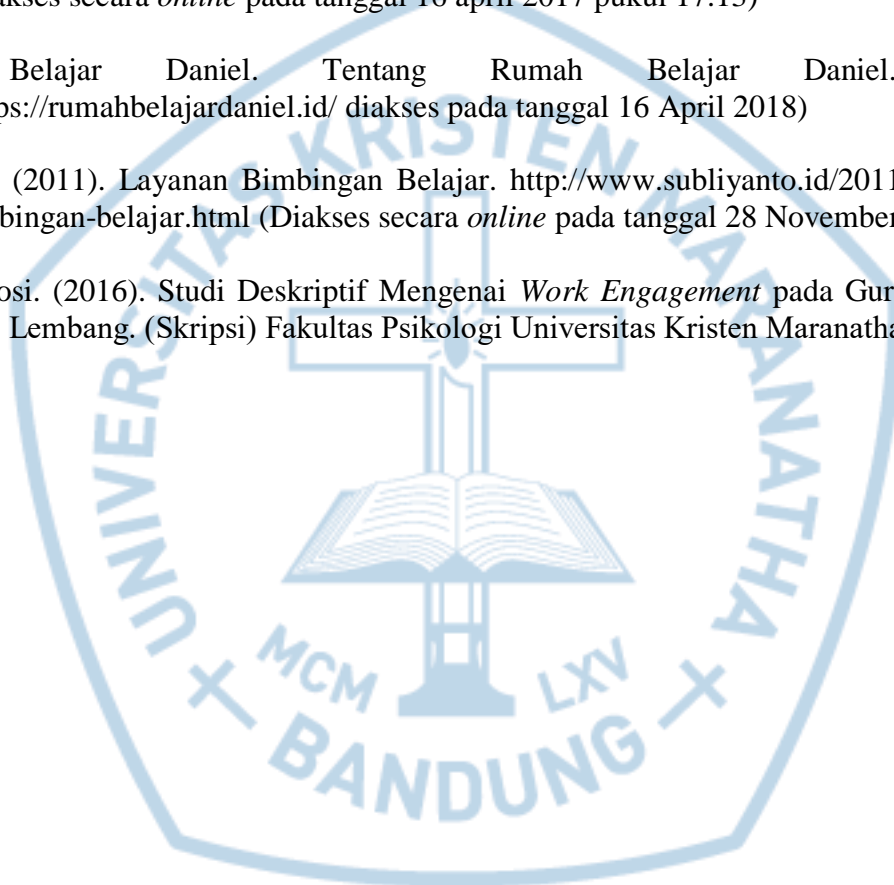 kses secara online pada tanggal 16 april 2017 pukul 17.13)
Belajar Daniel. Tentang Rumah Belajar Daniel.
ps://rumahbelajardaniel.id/ diakses pada tanggal 16 April 2018)
(2011). Layanan Bimbingan Belajar. http://www.subliyanto.id/2011
bingan-belajar.html (Diakses secara online pada tanggal 28 November
osi. (2016). Studi Deskriptif Mengenai Work Engagement pada Gur
Lembang. (Skripsi) Fakultas Psikologi Universitas Kristen Maranatha
UNIVERSITAS KRISTEN MARANATHA
MCM LXV
BANDUNG